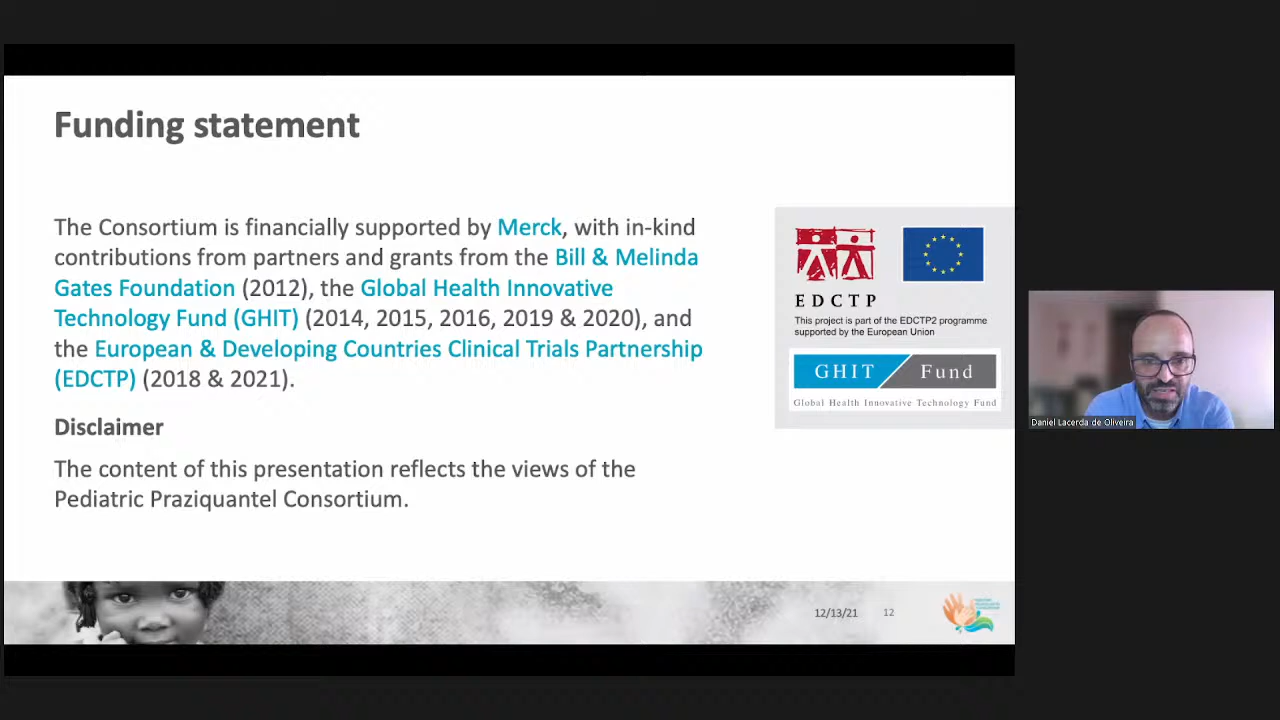 Funding statement
The Consortium is financially supported by Merck, with in-kind
contributions from partners and grants from the Bill & Melinda
Gates Foundation (2012), the Global Health Innovative
Technology Fund (GHIT) (2014, 2015, 2016, 2019 & 2020), and
the European & Developing Countries Clinical Trials Partnership
(EDCTP) (2018 & 2021).
Disclaimer
The content of this presentation reflects the views of the
Pediatric Praziquantel Consortium.
EDCTP
This project is part of the EDCTP2 programme
supported by the European Union
GHIT Fund
Global Health Innovative Technology Fund
12/13/21 12
Daniel Lacerda de Oliveira